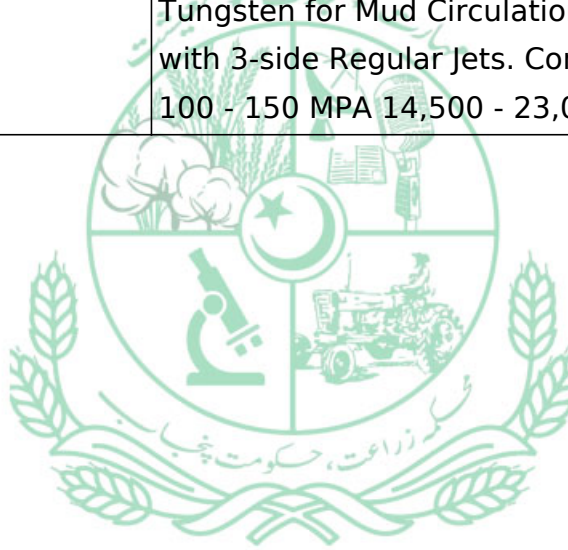 Tungsten for Mud Circulatio
with 3-side Regular Jets. Cor
100 - 150 MPA 14,500 - 23,0
محکمہ زراعت، حکومت پنجاب